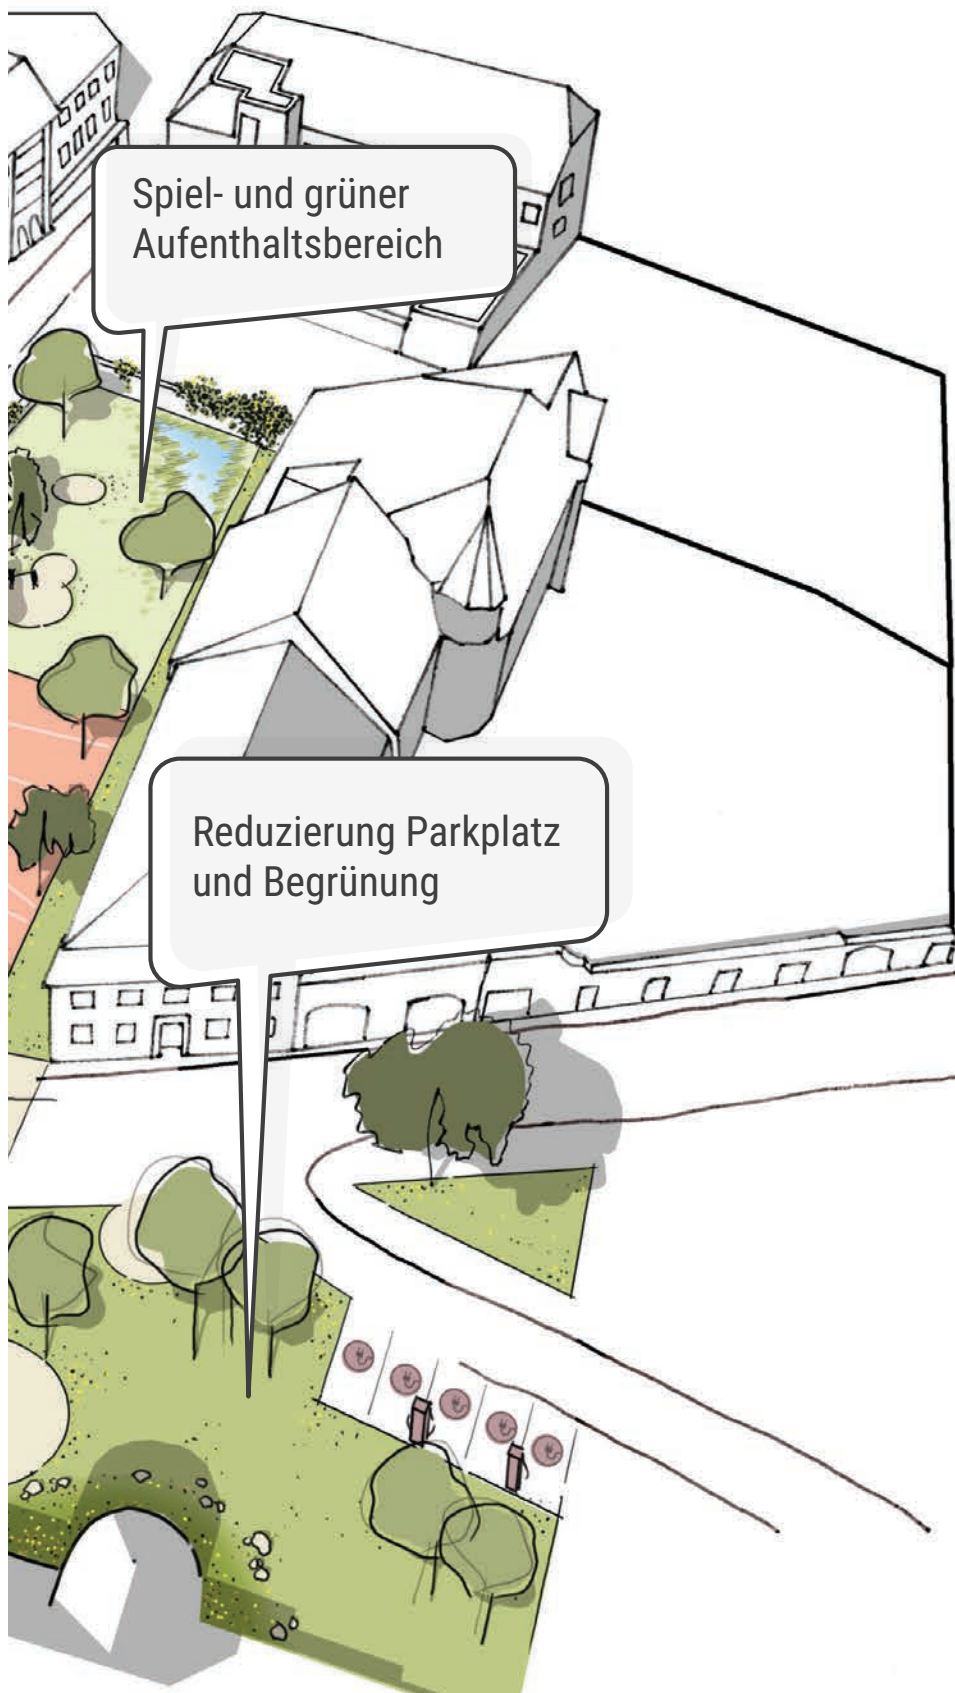 Spiel- und grüner
Aufenthaltsbereich
Reduzierung Parkplatz
und Begrünung